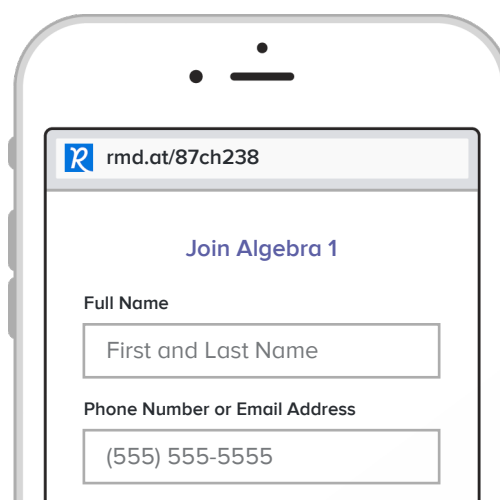 rmd.at/87ch238
Join Algebra 1
Full Name
First and Last Name
Phone Number or Email Address
(555) 555-5555